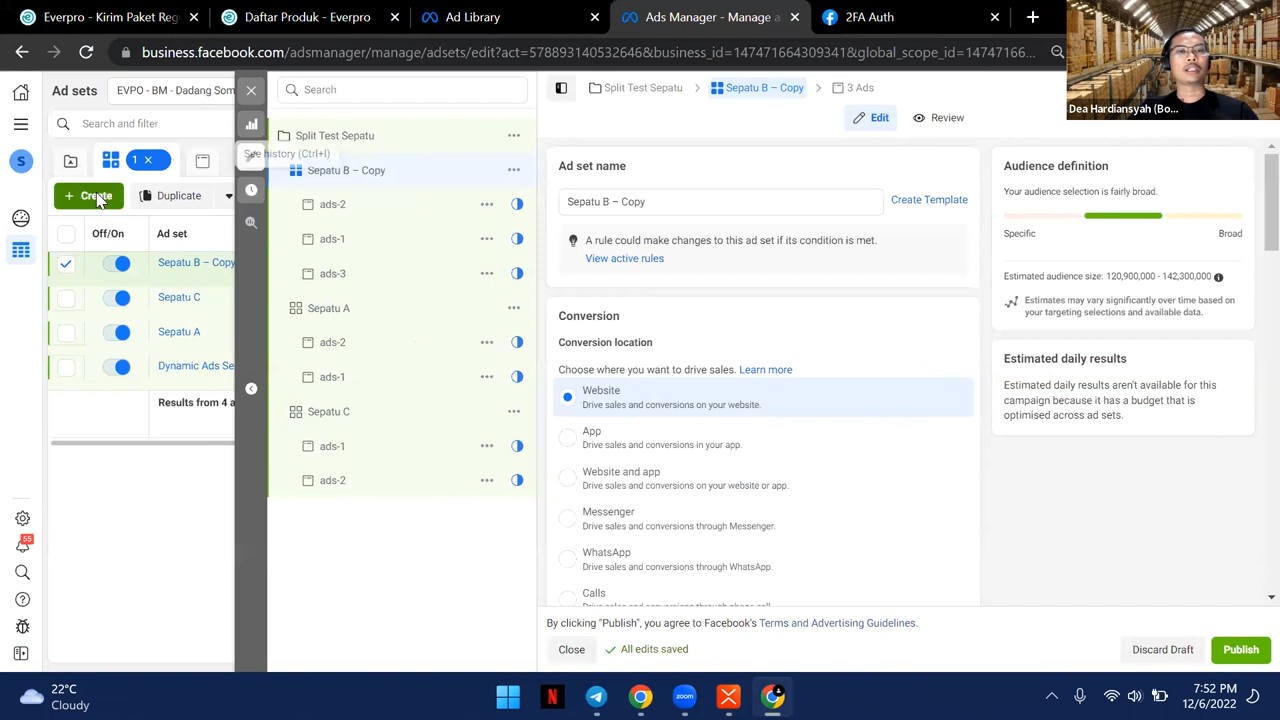 Everpro - Kirim Paket Reg
Daftar Produk - Everpro
Ad Library
Ads Manager - Manage a
2FA Auth
business.facebook.com/adsmanager/manage/adsets/edit?act=578893140532646&business_id=147471664309341&global_scope_id=14747166...
Dea Hardiansyah (Bo...
Ad sets
EVPO - BM - Dadang Som
Search and filter
1
Create
Duplicate
Off/On
Ad set
Sepatu B – Copy
Sepatu C
Sepatu A
Dynamic Ads Se
Results from 4 a
See history (Ctrl+I)
Search
Split Test Sepatu
Sepatu B – Copy
ads-2
ads-1
ads-3
Sepatu A
ads-2
ads-1
Sepatu C
ads-1
ads-2
Split Test Sepatu
Sepatu B – Copy
3 Ads
Edit
Review
Ad set name
Sepatu B – Copy
Create Template
A rule could make changes to this ad set if its condition is met.
View active rules
Conversion
Conversion location
Choose where you want to drive sales. Learn more
Website
Drive sales and conversions on your website.
App
Drive sales and conversions in your app.
Website and app
Drive sales and conversions on your website or app.
Messenger
Drive sales and conversions through Messenger.
WhatsApp
Drive sales and conversions through WhatsApp.
Calls
Audience definition
Your audience selection is fairly broad.
Specific
Broad
Estimated audience size: 120,900,000 - 142,300,000
Estimates may vary significantly over time based on
your targeting selections and available data.
Estimated daily results
Estimated daily results aren't available for this
campaign because it has a budget that is
optimised across ad sets.
By clicking "Publish", you agree to Facebook's Terms and Advertising Guidelines.
Close
All edits saved
Discard Draft
Publish
55
22°C
Cloudy
zoom
7:52 PM
12/6/2022